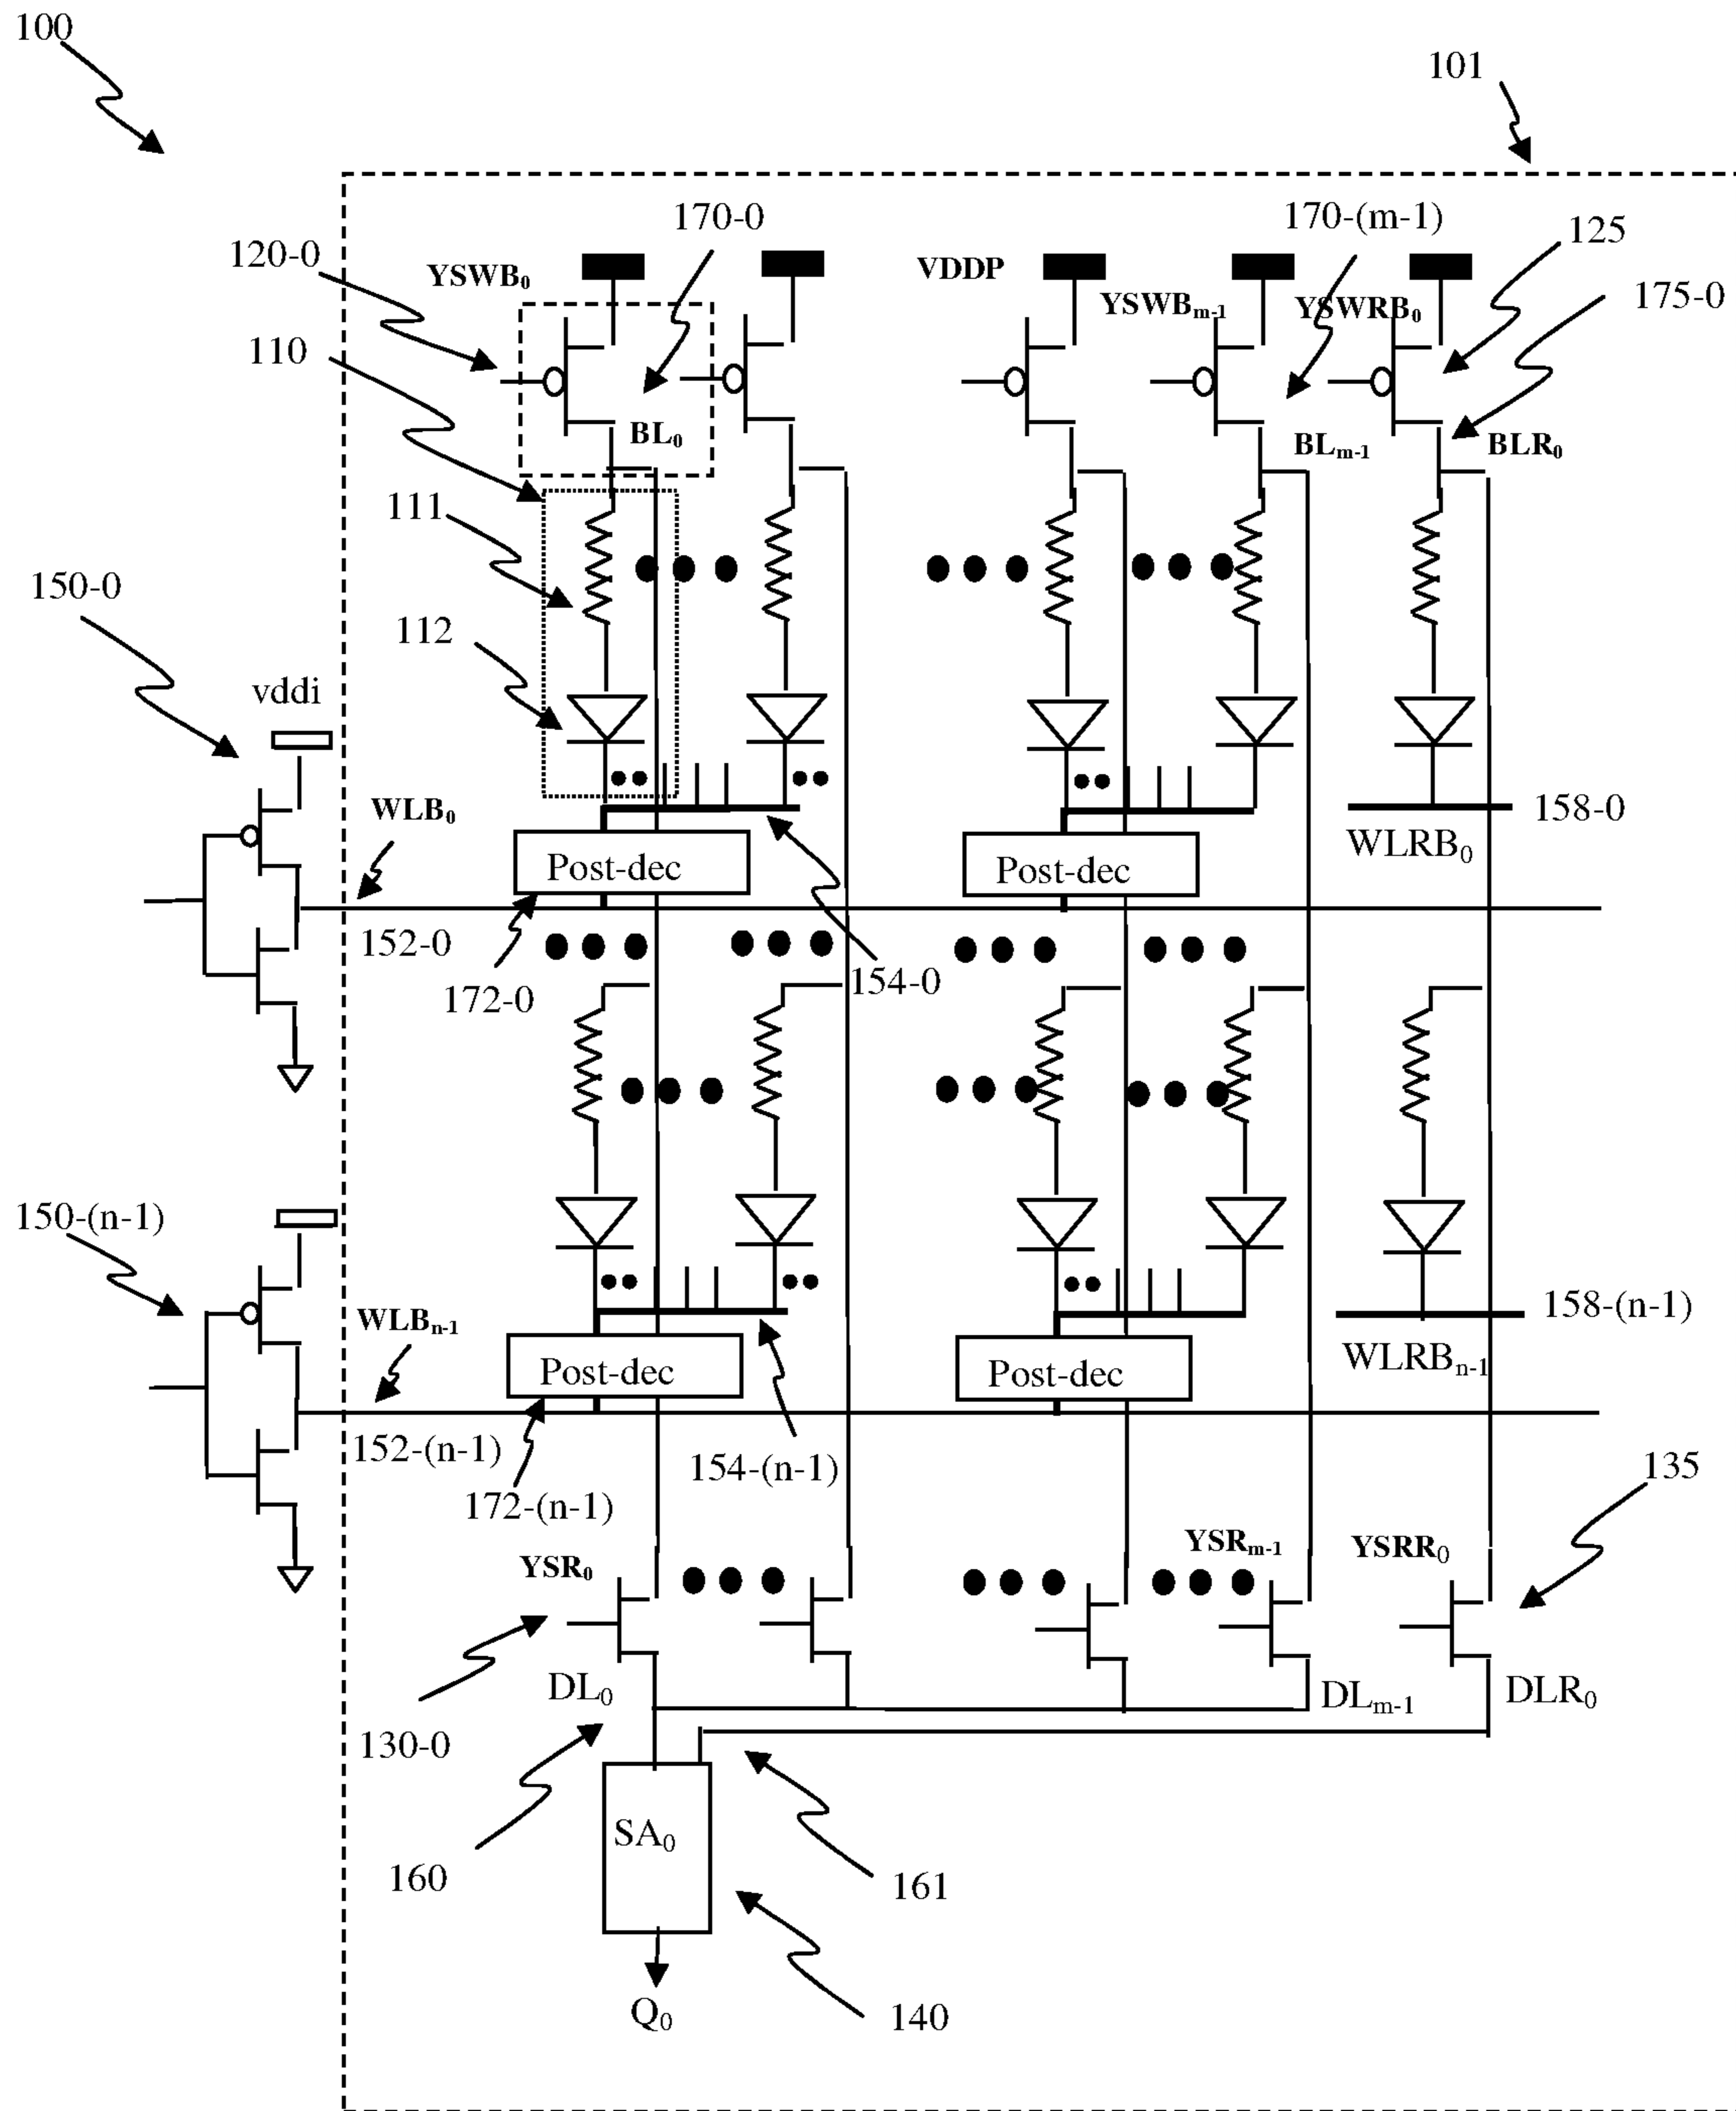 100
101
170-0
170-(m-1)
125
120-0
YSWB₀
VDDP
YSWBₘ₋₁
YSWRB₀
175-0
110
BL₀
BLₘ₋₁
BLR₀
111
150-0
112
vddi
WLB₀
158-0
WLRB₀
Post-dec
Post-dec
152-0
172-0
154-0
150-(n-1)
158-(n-1)
WLBₙ₋₁
WLRBₙ₋₁
Post-dec
Post-dec
152-(n-1)
154-(n-1)
172-(n-1)
135
YSR₀
YSRₘ₋₁
YSRR₀
DL₀
DLₘ₋₁
DLR₀
130-0
SA₀
160
161
Q₀
140